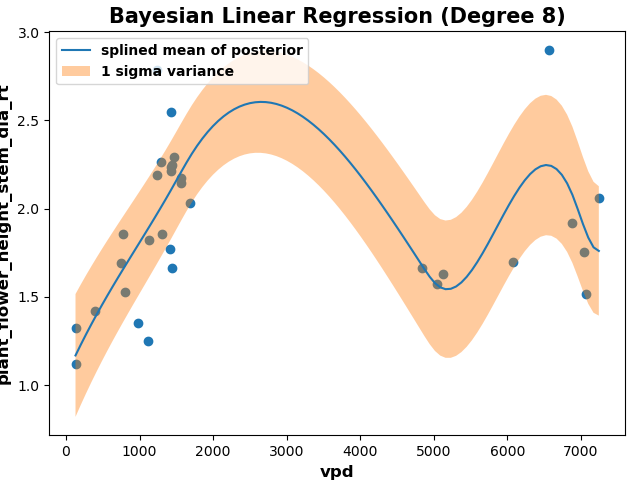 Bayesian Linear Regression (Degree 8)
splined mean of posterior
1 sigma variance
plant_flower_height_stem_dia_rt
3.0
2.5
2.0
1.5
1.0
0 1000 2000 3000 4000 5000 6000 7000
vpd